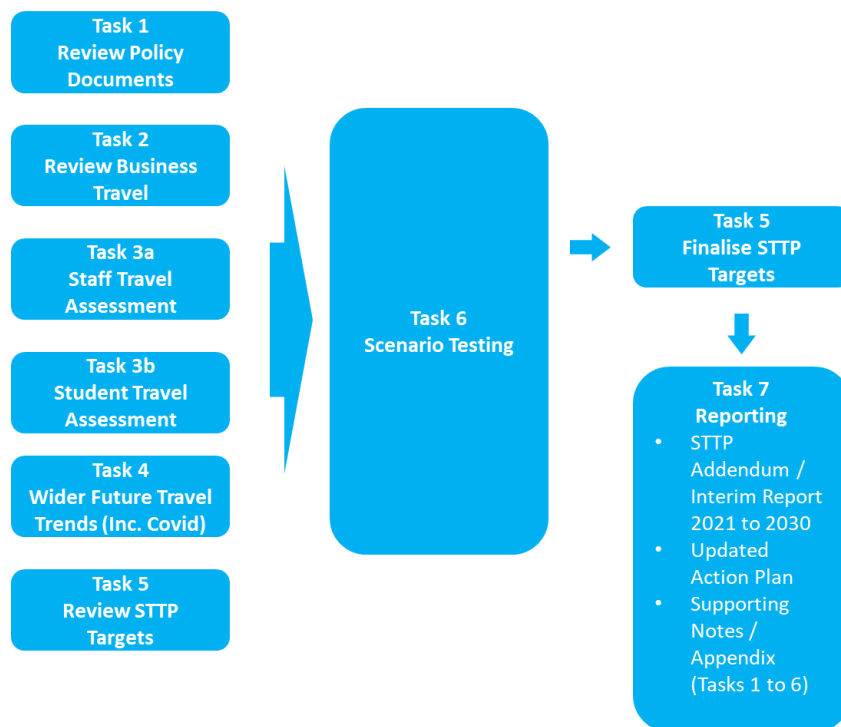 Task 1
Review Policy
Documents
Task 2
Review Business
Travel
Task 3a
Staff Travel
Assessment
Task 3b
Student Travel
Assessment
Task 4
Wider Future Travel
Trends (Inc. Covid)
Task 5
Review STTP
Targets
Task 6
Scenario Testing
Task 5
Finalise STTP
Targets
Task 7
Reporting
• STTP
Addendum /
Interim Report
2021 to 2030
• Updated
Action Plan
• Supporting
Notes /
Appendix
(Tasks 1 to 6)